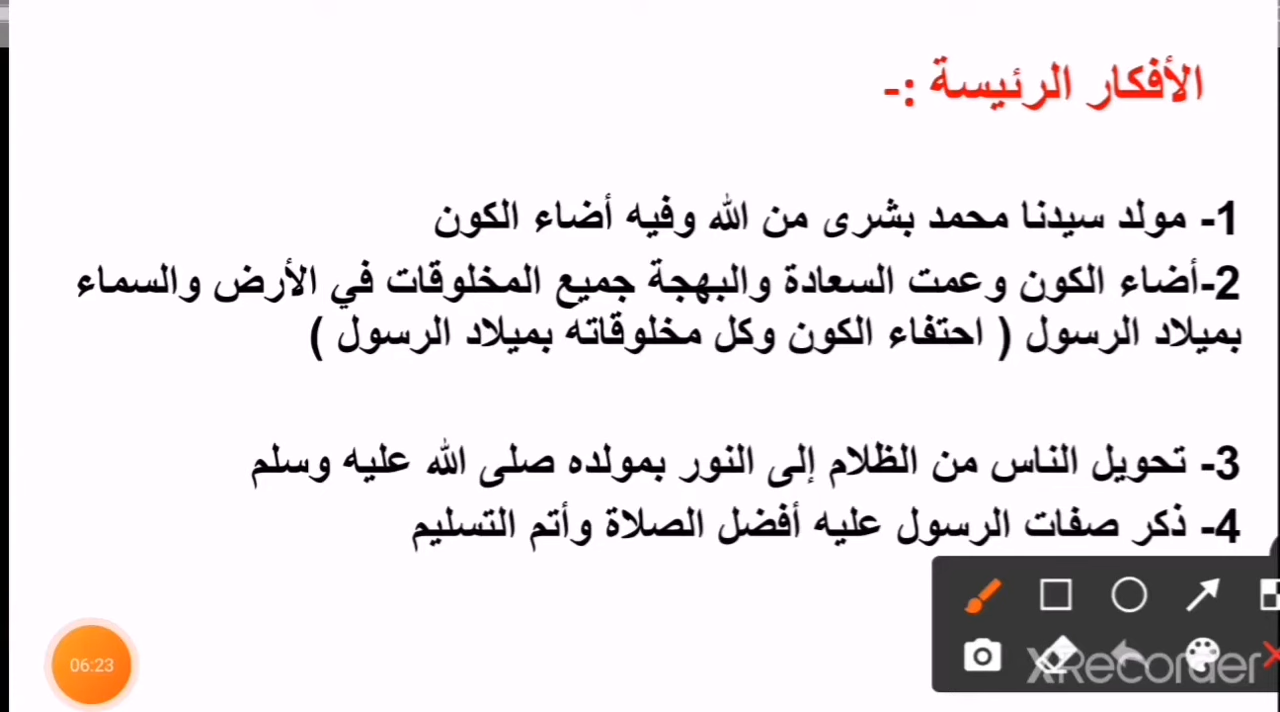 الأفكار الرئيسة :-
1- مولد سيدنا محمد بشرى من الله وفيه أضاء الكون
2-أضاء الكون وعمت السعادة والبهجة جميع المخلوقات في الأرض والسماء
بميلاد الرسول ( احتفاء الكون وكل مخلوقاته بميلاد الرسول )
3- تحويل الناس من الظلام إلى النور بمولده صلى الله عليه وسلم
4- ذكر صفات الرسول عليه أفضل الصلاة وأتم التسليم
06:23
XRecorder